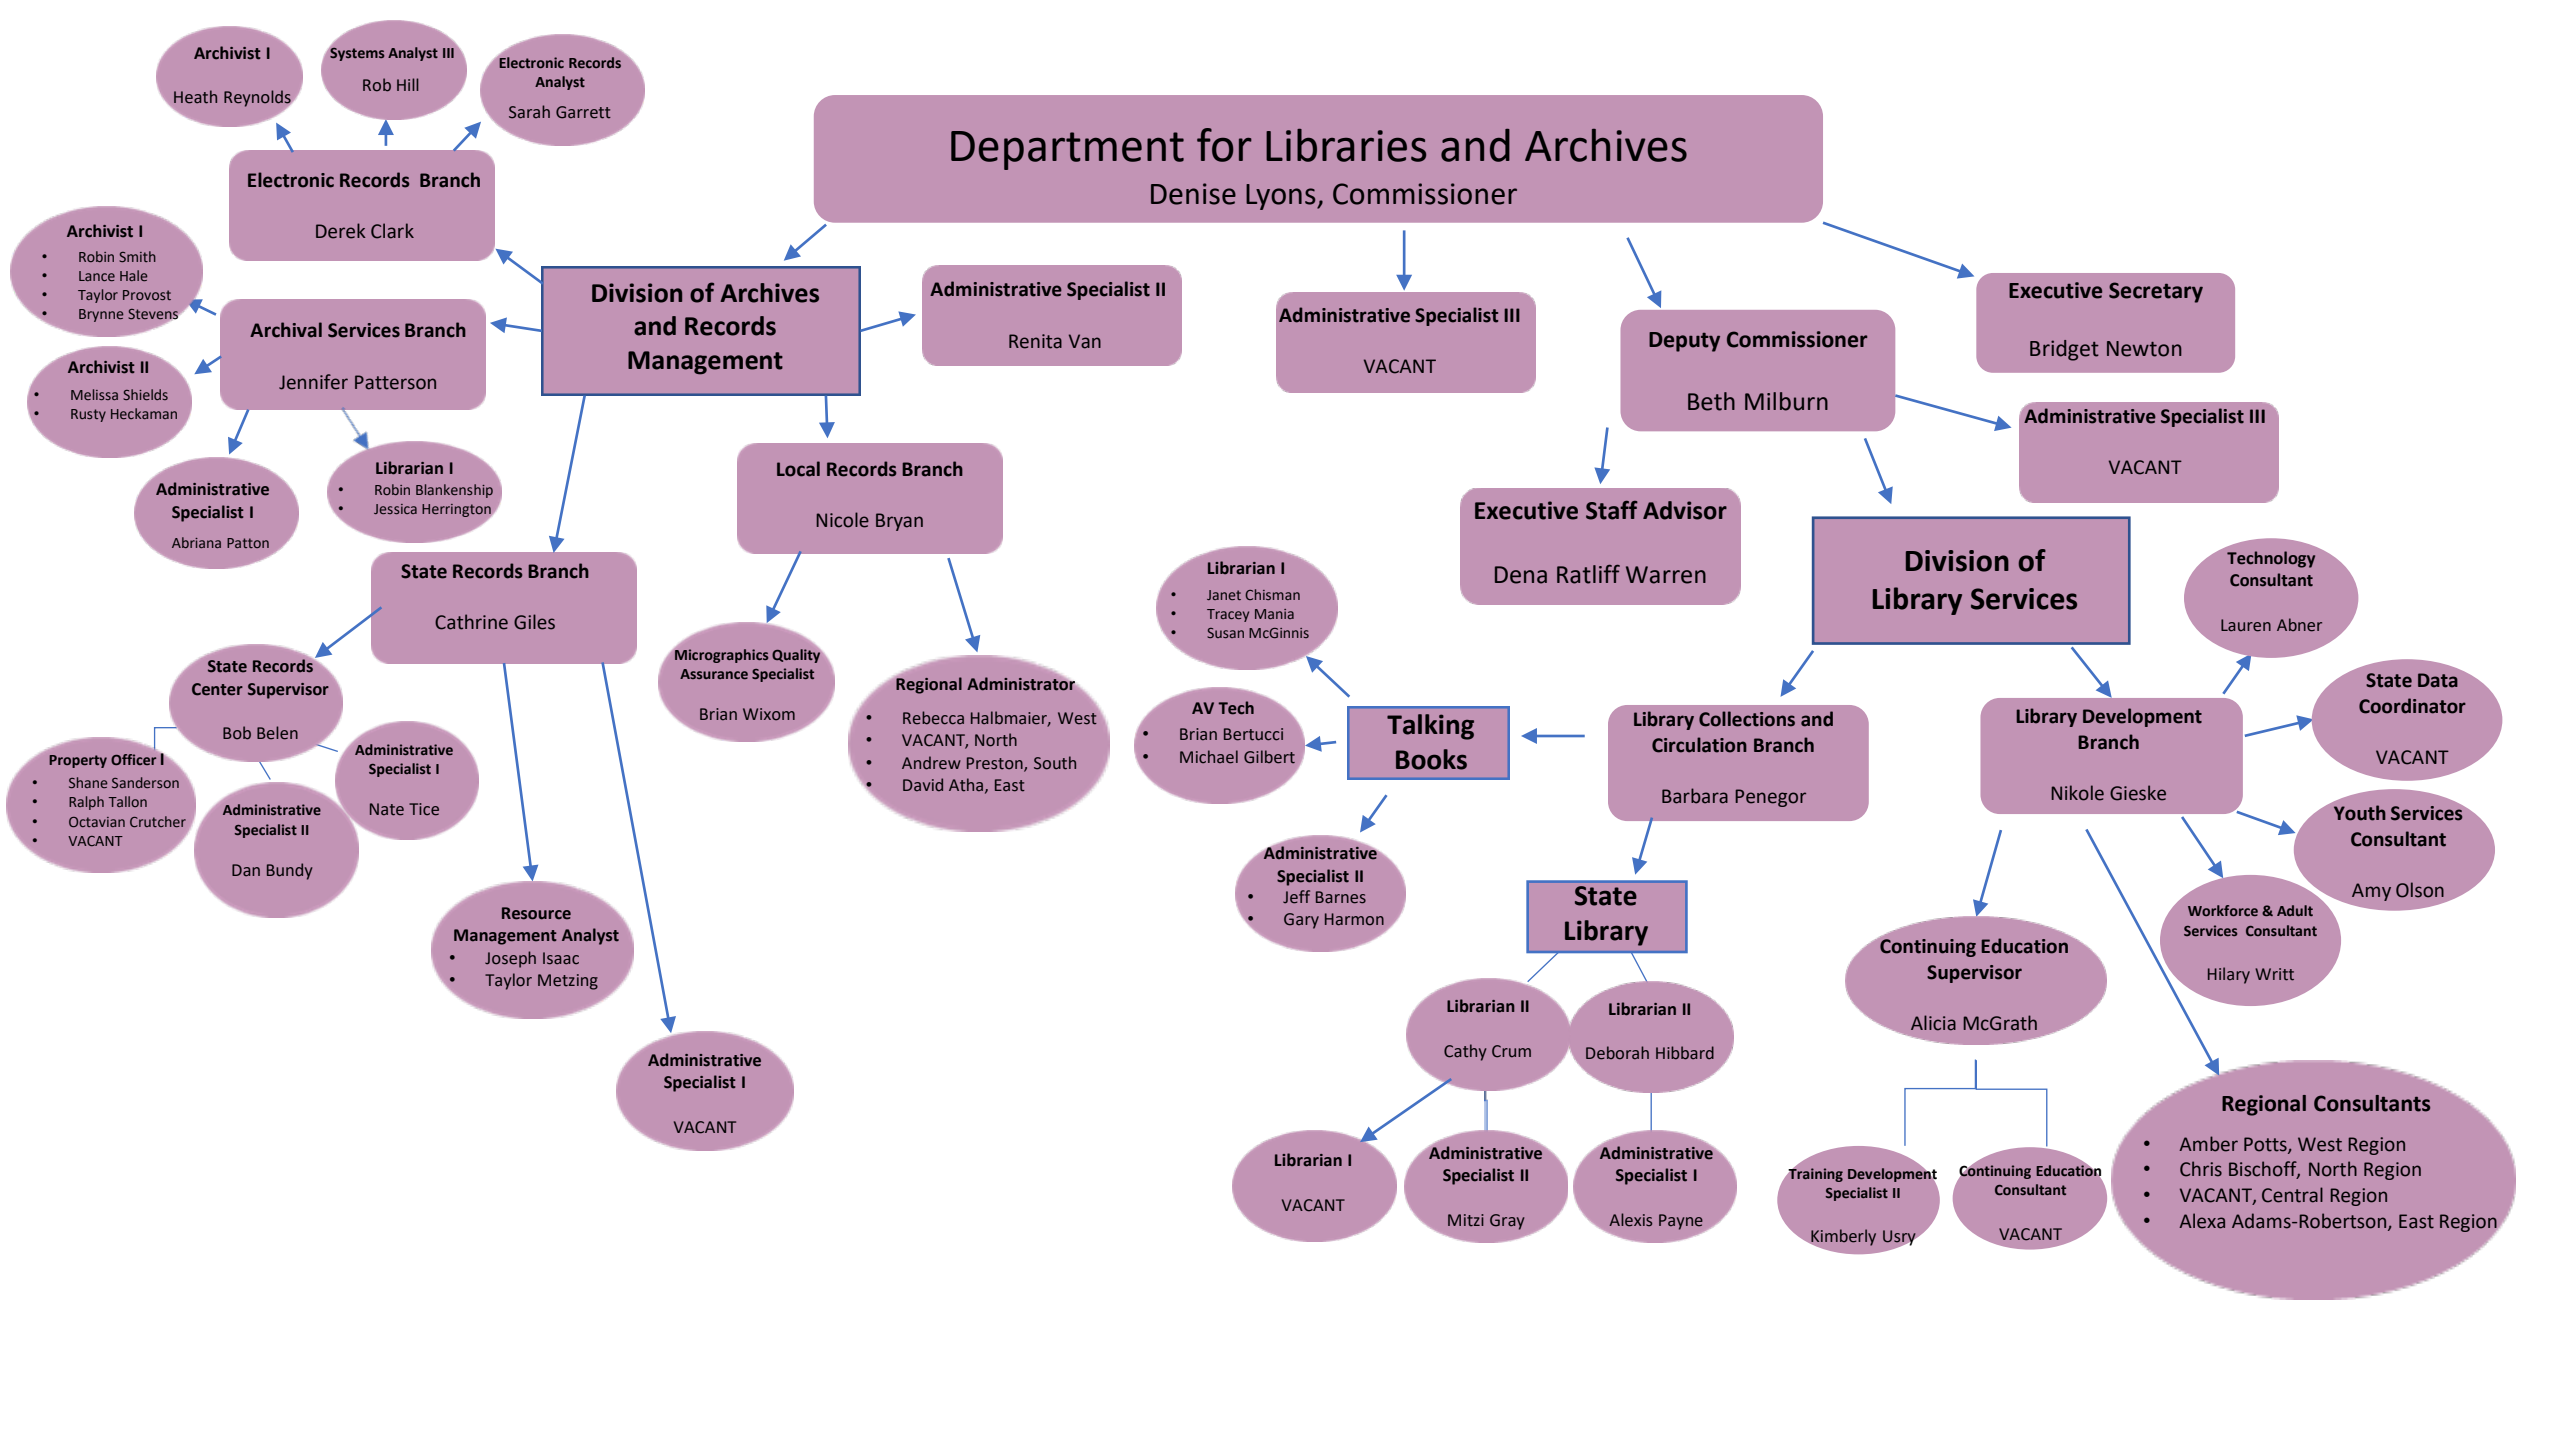 Archivist I
Heath Reynolds
Systems Analyst III
Rob Hill
Electronic Records
Analyst
Sarah Garrett
Department for Libraries and Archives
Denise Lyons, Commissioner
Electronic Records  Branch
Derek Clark
Archivist I
• Robin Smith
• Lance Hale
• Taylor Provost
• Brynne Stevens
Archival Services Branch
Jennifer Patterson
Archivist II
• Melissa Shields
• Rusty Heckaman
Administrative
Specialist I
Abriana Patton
Librarian I
• Robin Blankenship
• Jessica Herrington
Division of Archives
and Records
Management
Administrative Specialist II
Renita Van
Administrative Specialist III
VACANT
Deputy Commissioner
Beth Milburn
Executive Secretary
Bridget Newton
Administrative Specialist III
VACANT
Executive Staff Advisor
Dena Ratliff Warren
Local Records Branch
Nicole Bryan
State Records Branch
Cathrine Giles
State Records
Center Supervisor
Bob Belen
Property Officer I
• Shane Sanderson
• Ralph Tallon
• Octavian Crutcher
• VACANT
Administrative
Specialist II
Dan Bundy
Administrative
Specialist I
Nate Tice
Resource
Management Analyst
• Joseph Isaac
• Taylor Metzing
Administrative
Specialist I
VACANT
Micrographics Quality
Assurance Specialist
Brian Wixom
Regional Administrator
• Rebecca Halbmaier, West
• VACANT, North
• Andrew Preston, South
• David Atha, East
Division of
Library Services
Librarian I
• Janet Chisman
• Tracey Mania
• Susan McGinnis
AV Tech
• Brian Bertucci
• Michael Gilbert
Talking
Books
Administrative
Specialist II
• Jeff Barnes
• Gary Harmon
Library Collections and
Circulation Branch
Barbara Penegor
State
Library
Librarian II
Cathy Crum
Librarian II
Deborah Hibbard
Librarian I
VACANT
Administrative
Specialist II
Mitzi Gray
Administrative
Specialist I
Alexis Payne
Library Development
Branch
Nikole Gieske
Technology
Consultant
Lauren Abner
State Data
Coordinator
VACANT
Youth Services
Consultant
Amy Olson
Workforce & Adult
Services  Consultant
Hilary Writt
Continuing Education
Supervisor
Alicia McGrath
Training Development
Specialist II
Kimberly Usry
Continuing Education
Consultant
VACANT
Regional Consultants
• Amber Potts, West Region
• Chris Bischoff, North Region
• VACANT, Central Region
• Alexa Adams-Robertson, East Region